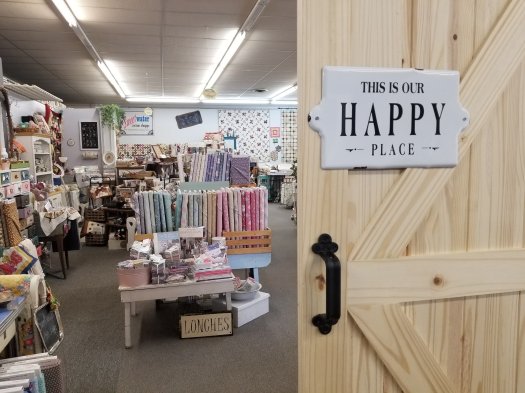 THIS IS OUR
HAPPY
PLACE
LONGHES